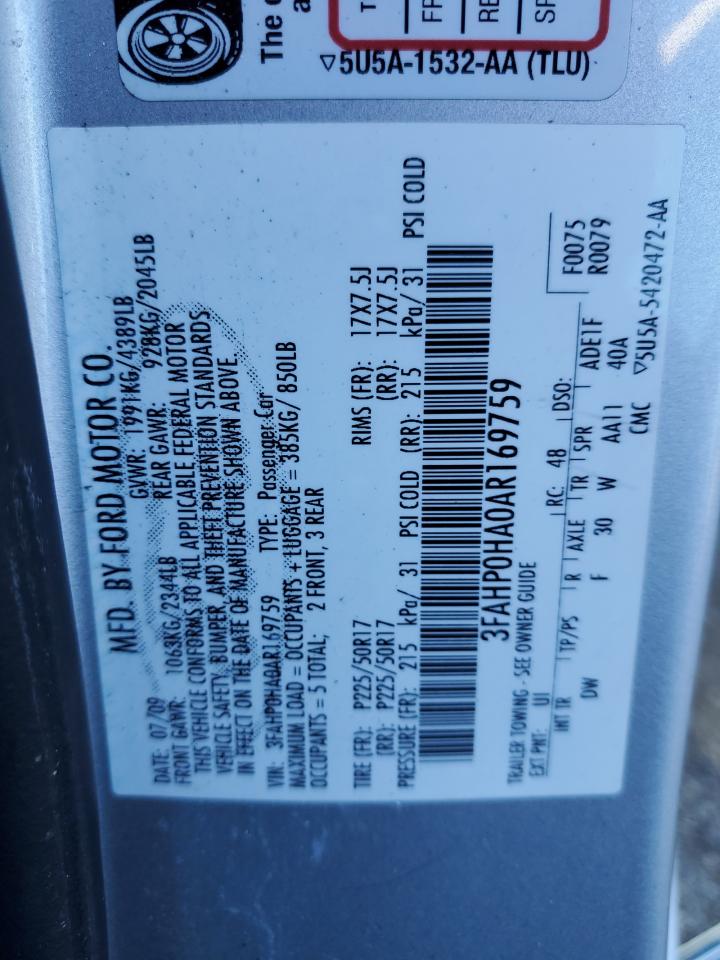 The
T
FR
RE
SP
▽5U5A-1532-AA (TLU)
MFD. BY FORD MOTOR CO.
DATE: 07/09 GVWR: 1991KG/4389LB
FRONT GAWR: 1063KG/2344LB REAR GAWR: 928KG/2045LB
THIS VEHICLE CONFORMS TO ALL APPLICABLE FEDERAL MOTOR
VEHICLE SAFETY, BUMPER, AND THEFT PREVENTION STANDARDS
IN EFFECT ON THE DATE OF MANUFACTURE SHOWN ABOVE.
VIN: 3FAHP0HA0AR169759 TYPE: Passenger Car
MAXIMUM LOAD = OCCUPANTS + LUGGAGE = 385KG/ 850LB
OCCUPANTS = 5 TOTAL; 2 FRONT, 3 REAR
TIRE (FR): P225/50R17 RIMS (FR): 17X7.5J
(RR): P225/50R17 (RR): 17X7.5J
PRESSURE (FR): 215 kPa/ 31 PSI COLD (RR): 215 kPa/ 31 PSI COLD
3FAHP0HA0AR169759
TRAILER TOWING - SEE OWNER GUIDE
EXT PNT: UI RC: 48 DSO: F0075
R0079
INT TR TP/PS R AXLE TR SPR ADE1F
DW F 30 W AA11 40A
CMC ▽5U5A-5420472-AA